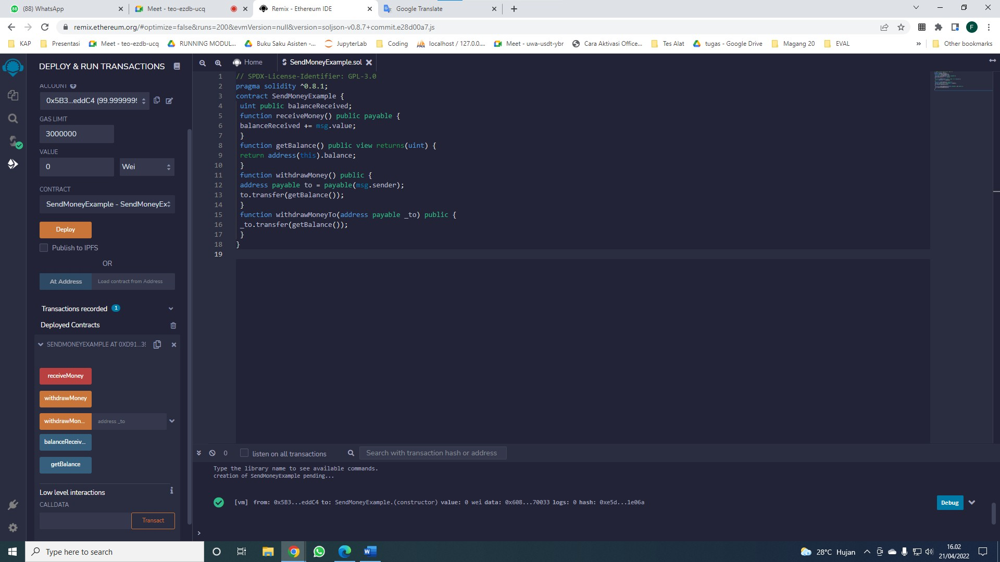 (88) WhatsApp
Meet - teo-ezdb-ucq
Remix - Ethereum IDE
Google Translate
remix.ethereum.org/#optimize=false&runs=200&evmVersion=null&version=soljson-v0.8.7+commit.e28d00a7.js
F
KAP
Presentasi
Meet - teo-ezdb-ucq
RUNNING MODUL...
Buku Saku Asisten -...
JupyterLab
Coding
localhost / 127.0.0....
Meet - uwa-usdt-ybr
Cara Aktivasi Office...
Tes Alat
tugas - Google Drive
Magang 20
EVAL
»
Other bookmarks
DEPLOY & RUN TRANSACTIONS
ACCOUNT
0x5B3...eddC4 (99.9999999
GAS LIMIT
3000000
VALUE
0
Wei
CONTRACT
SendMoneyExample - SendMoneyEx
Deploy
Publish to IPFS
OR
At Address
Load contract from Address
Transactions recorded 1
Deployed Contracts
SENDMONEYEXAMPLE AT 0XD91...39
receiveMoney
withdrawMoney
withdrawMon...
address _to
balanceReceiv...
getBalance
Low level interactions
CALLDATA
Transact
Home
SendMoneyExample.sol
1 // SPDX-License-Identifier: GPL-3.0
2 pragma solidity ^0.8.1;
3 contract SendMoneyExample {
4 uint public balanceReceived;
5 function receiveMoney() public payable {
6 balanceReceived += msg.value;
7 }
8 function getBalance() public view returns(uint) {
9 return address(this).balance;
10 }
11 function withdrawMoney() public {
12 address payable to = payable(msg.sender);
13 to.transfer(getBalance());
14 }
15 function withdrawMoneyTo(address payable _to) public {
16 _to.transfer(getBalance());
17 }
18 }
19
0
listen on all transactions
Search with transaction hash or address
Type the library name to see available commands.
creation of SendMoneyExample pending...
[vm] from: 0x5B3...eddC4 to: SendMoneyExample.(constructor) value: 0 wei data: 0x608...70033 logs: 0 hash: 0xe5d...1e06a
Debug
>
Type here to search
28°C Hujan
16.02
21/04/2022